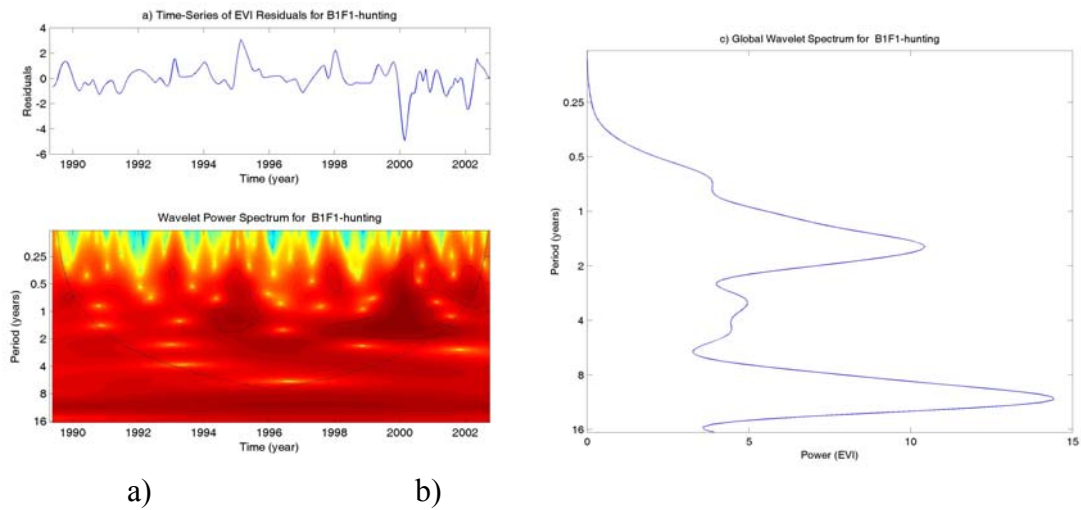 a) Time-Series of EVI Residuals for B1F1-hunting
4
2
0
-2
-4
-6
Residuals
1990 1992 1994 1996 1998 2000 2002
Time (year)
Wavelet Power Spectrum for B1F1-hunting
0.25
0.5
1
2
4
8
16
Period (years)
1990 1992 1994 1996 1998 2000 2002
Time (year)
c) Global Wavelet Spectrum for B1F1-hunting
0.25
0.5
1
2
4
8
16
Period (years)
0 5 10 15
Power (EVI)
a) b)